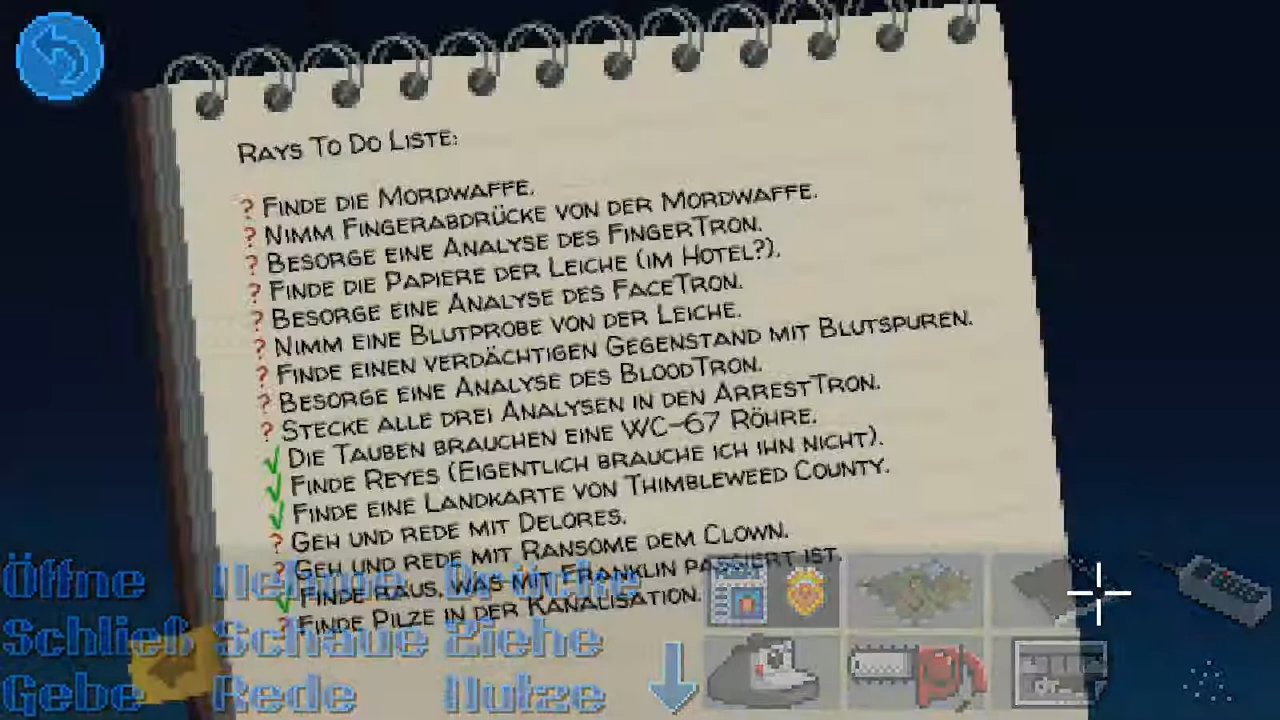 Rays To Do Liste:
? Finde die Mordwaffe.
? Nimm Fingerabdrücke von der Mordwaffe.
? Besorge eine Analyse des FingerTron.
? Finde die Papiere der Leiche (im Hotel?).
? Besorge eine Analyse des FaceTron.
? Nimm eine Blutprobe von der Leiche.
? Finde einen verdächtigen Gegenstand mit Blutspuren.
? Besorge eine Analyse des BloodTron.
? Stecke alle drei Analysen in den ArrestTron.
✓ Die Tauben brauchen eine WC-67 Röhre.
✓ Finde Reyes (Eigentlich brauche ich ihn nicht).
✓ Finde eine Landkarte von Thimbleweed County.
? Geh und rede mit Delores.
? Geh und rede mit Ransome dem Clown.
✓ Finde raus, was mit Franklin passiert ist.
? Finde Pilze in der Kanalisation.
Öffne Nehme Drücke
Schließ Schaue Ziehe
Gebe Rede Nutze